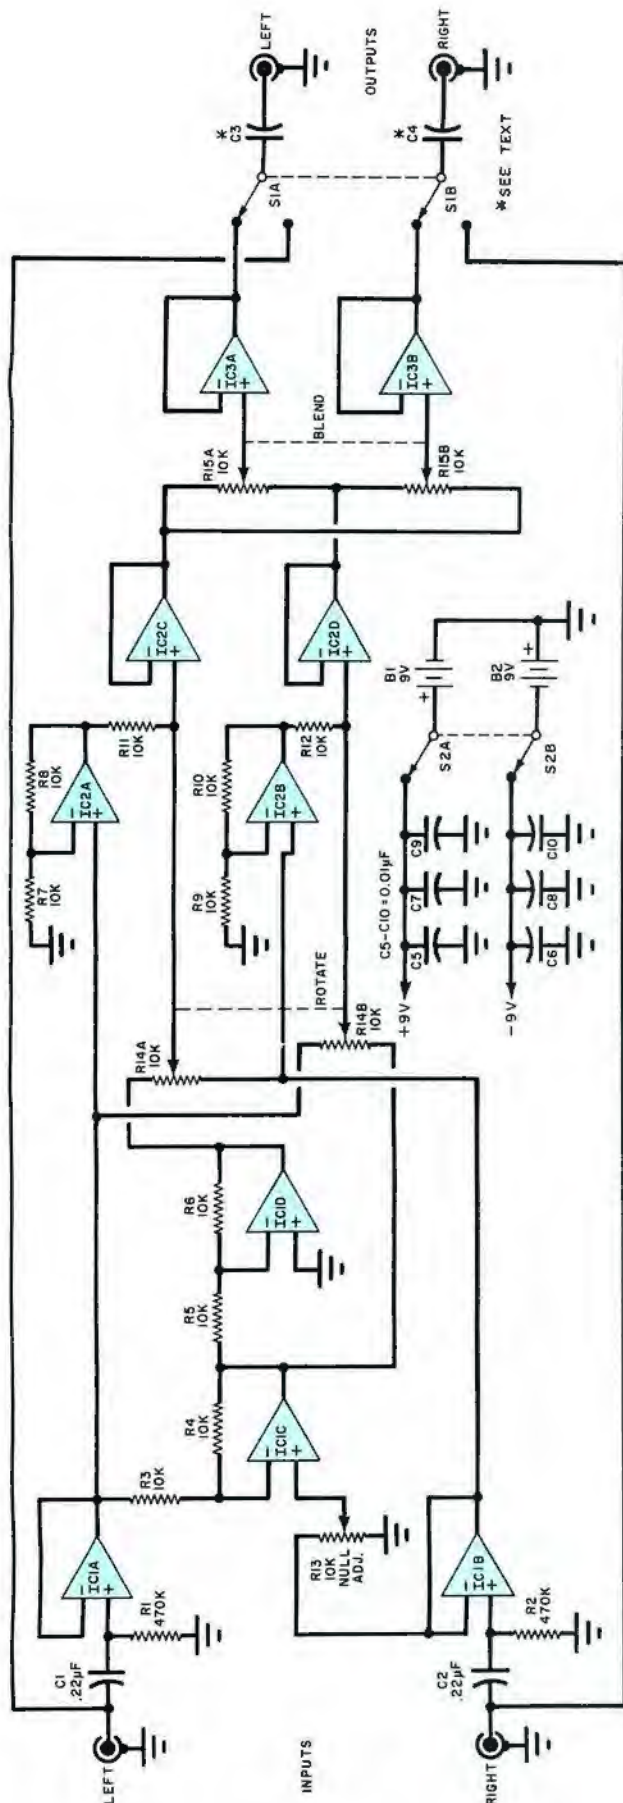 LEFT
C1
.22µF
R1
470K
IC1A
R3
10K
R4
10K
R5
10K
R6
10K
IC1C
IC1D
R13
10K
NULL
ADJ.
INPUTS
RIGHT
C2
.22µF
R2
470K
IC1B
R14A
10K
ROTATE
R14B
10K
R7
10K
R8
10K
IC2A
R11
10K
R9
10K
R10
10K
IC2B
R12
10K
IC2C
IC2D
R15A
10K
BLEND
R15B
10K
IC3A
IC3B
S1A
S1B
*
C3
*
C4
LEFT
OUTPUTS
RIGHT
*SEE TEXT
+9V
-9V
C5-C10=0.01µF
C5
C7
C9
C6
C8
C10
S2A
S2B
B1
9V
+
B2
9V
+